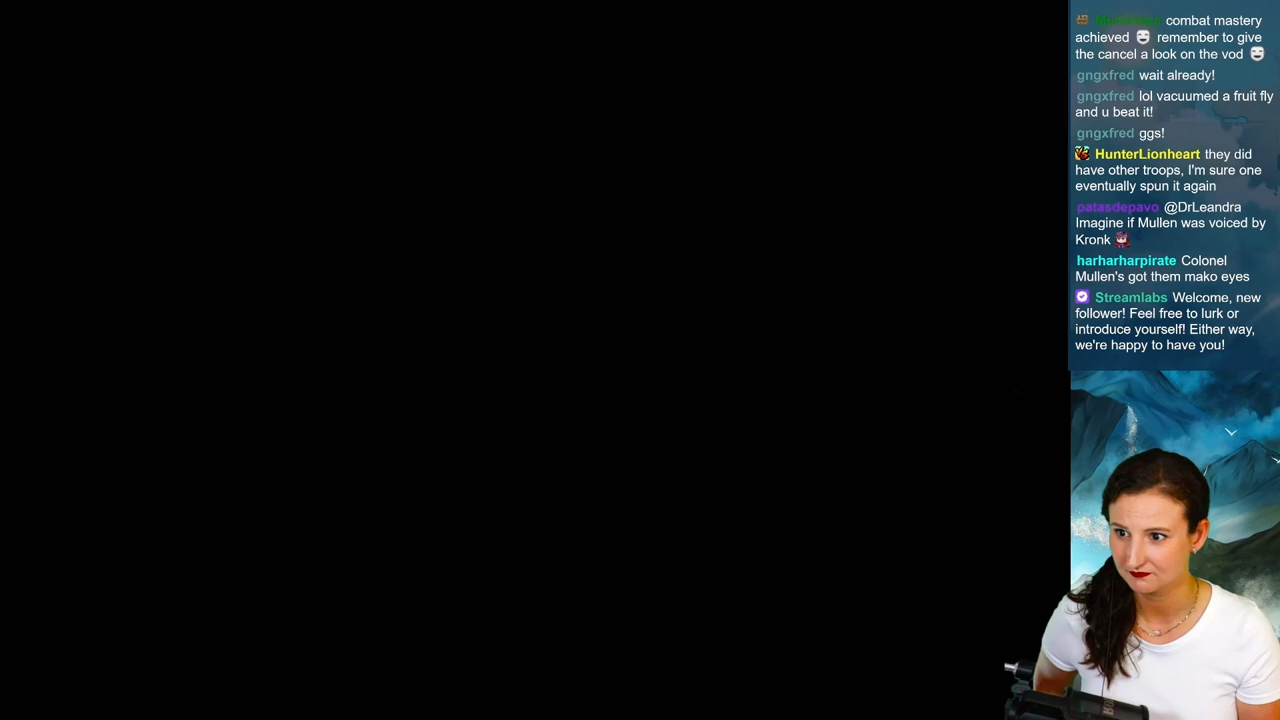 combat mastery
achieved remember to give
the cancel a look on the vod
gngxfred wait already!
gngxfred lol vacuumed a fruit fly
and u beat it!
gngxfred ggs!
HunterLionheart they did
have other troops, I'm sure one
eventually spun it again
patasdepavo @DrLeandra
Imagine if Mullen was voiced by
Kronk
harharharpirate Colonel
Mullen's got them mako eyes
Streamlabs Welcome, new
follower! Feel free to lurk or
introduce yourself! Either way,
we're happy to have you!